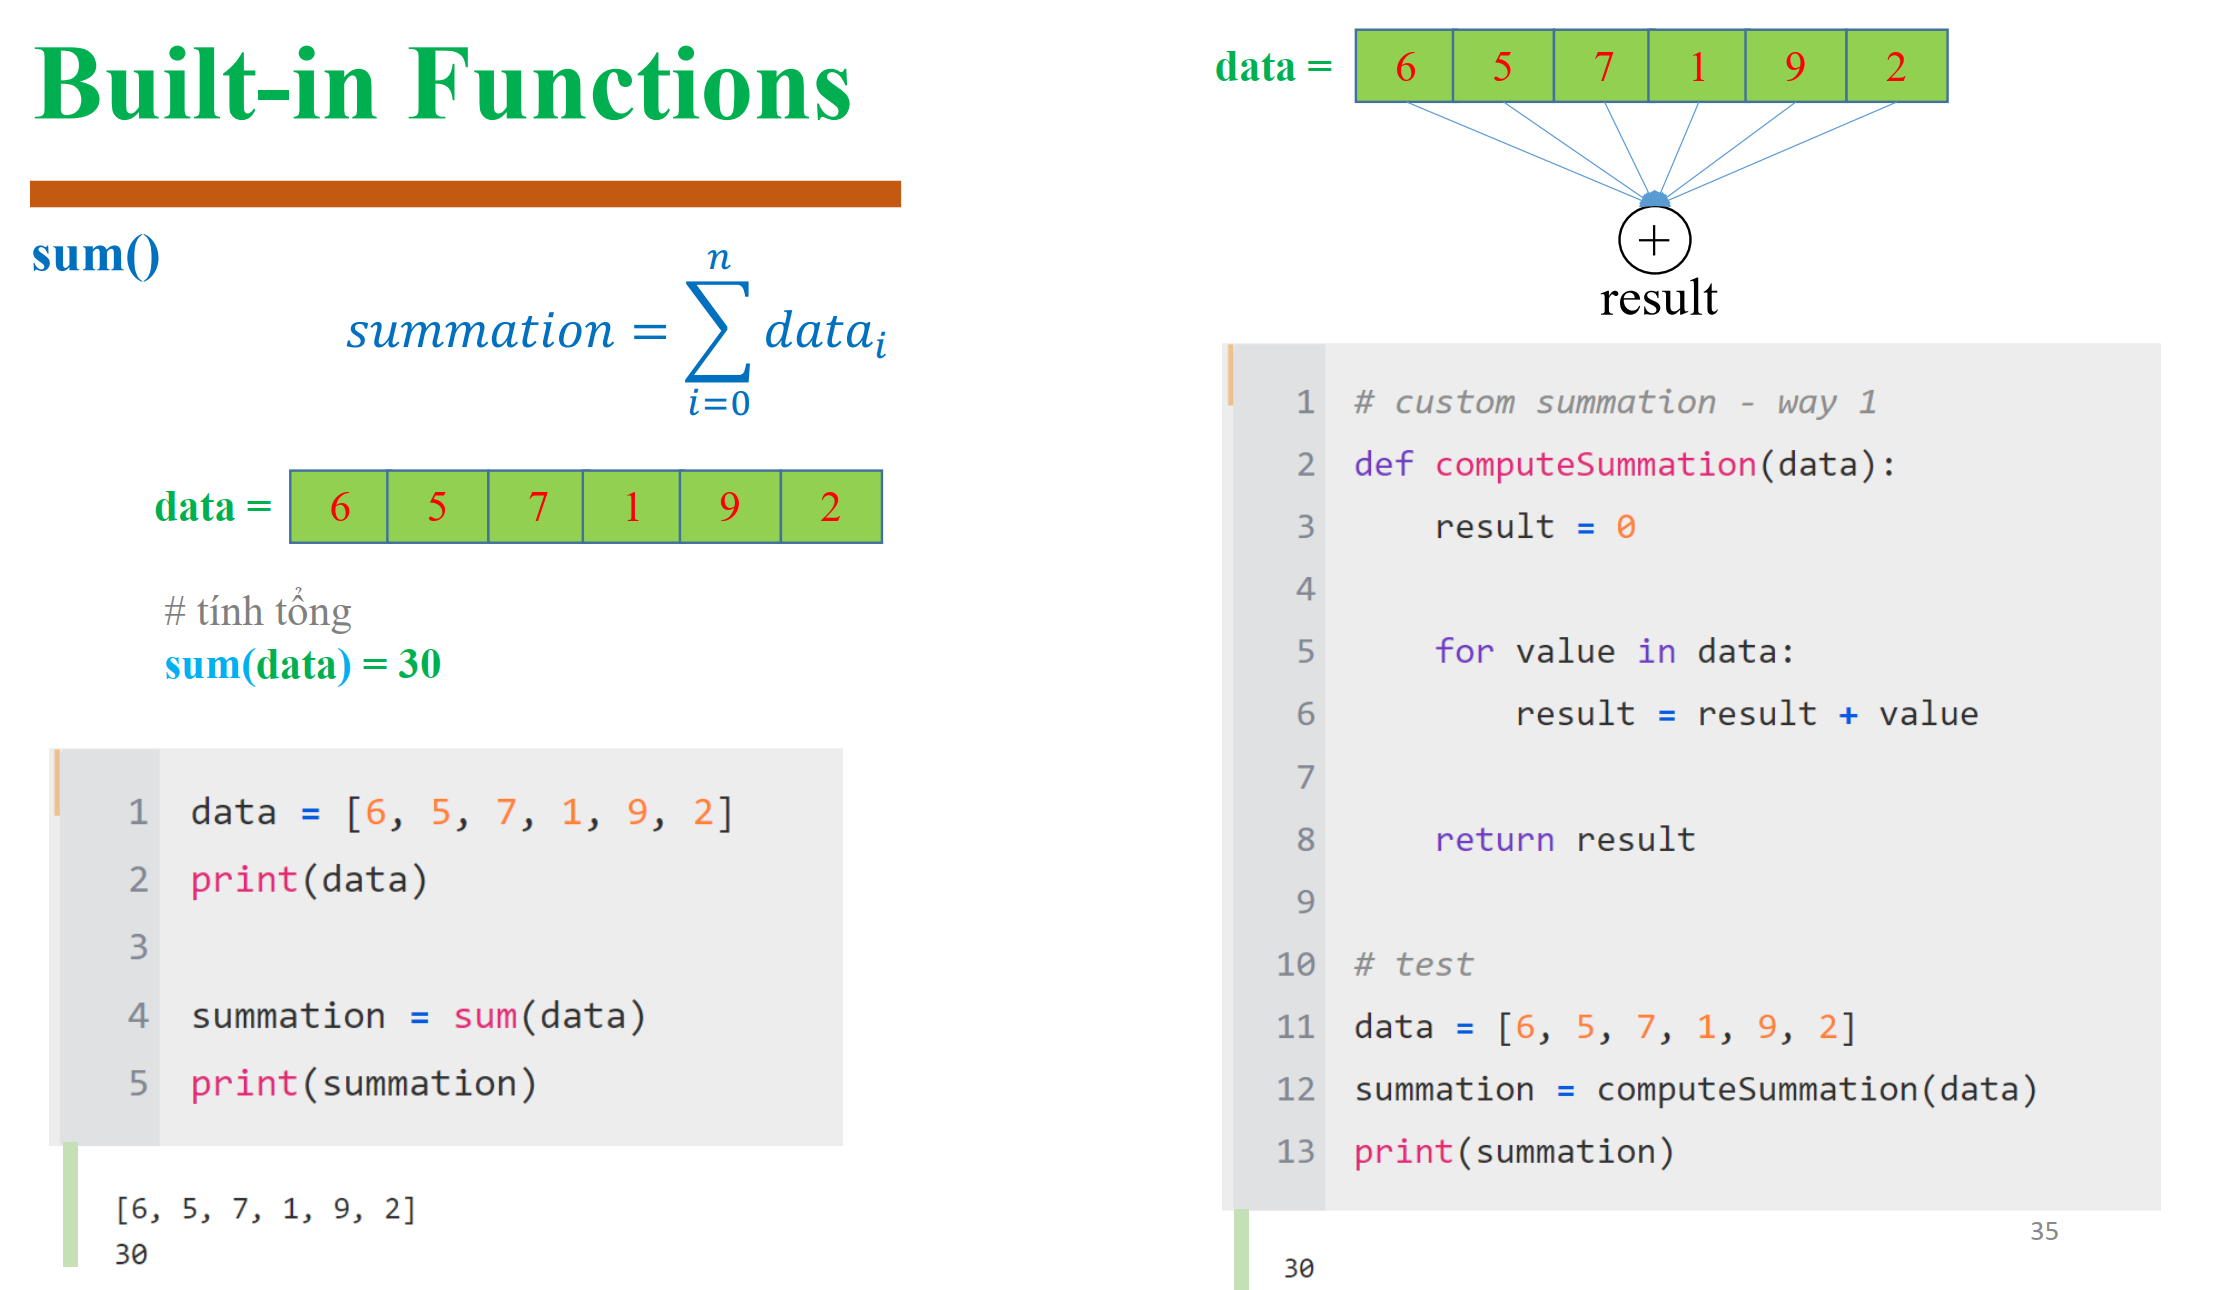 Built-in Functions
sum()
n
summation = ∑ data_i
i=0
data = 6 5 7 1 9 2
# tính tổng
sum(data) = 30
1 data = [6, 5, 7, 1, 9, 2]
2 print(data)
3
4 summation = sum(data)
5 print(summation)
[6, 5, 7, 1, 9, 2]
30
data = 6 5 7 1 9 2
+
result
1 # custom summation - way 1
2 def computeSummation(data):
3     result = 0
4
5     for value in data:
6         result = result + value
7
8     return result
9
10 # test
11 data = [6, 5, 7, 1, 9, 2]
12 summation = computeSummation(data)
13 print(summation)
30
35